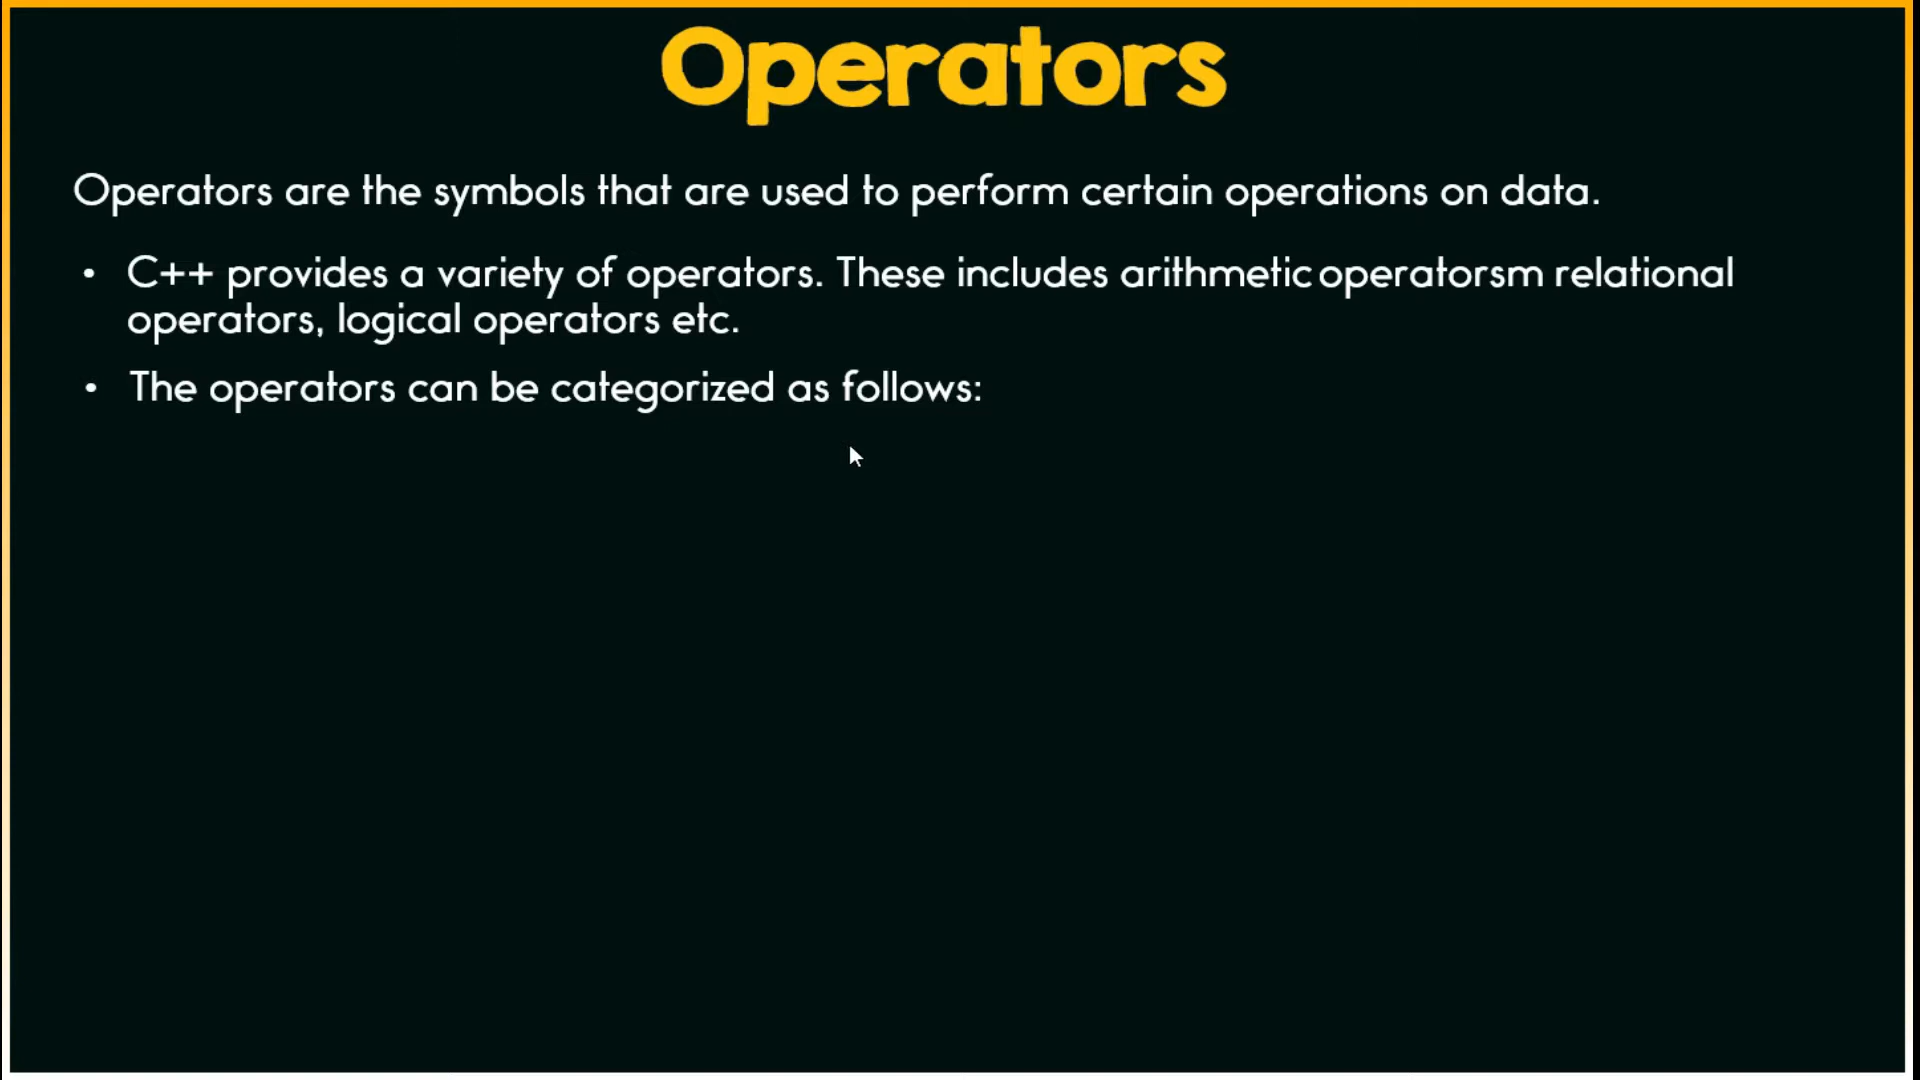 Operators
Operators are the symbols that are used to perform certain operations on data.
• C++ provides a variety of operators. These includes arithmetic operatorsm relational
operators, logical operators etc.
• The operators can be categorized as follows: